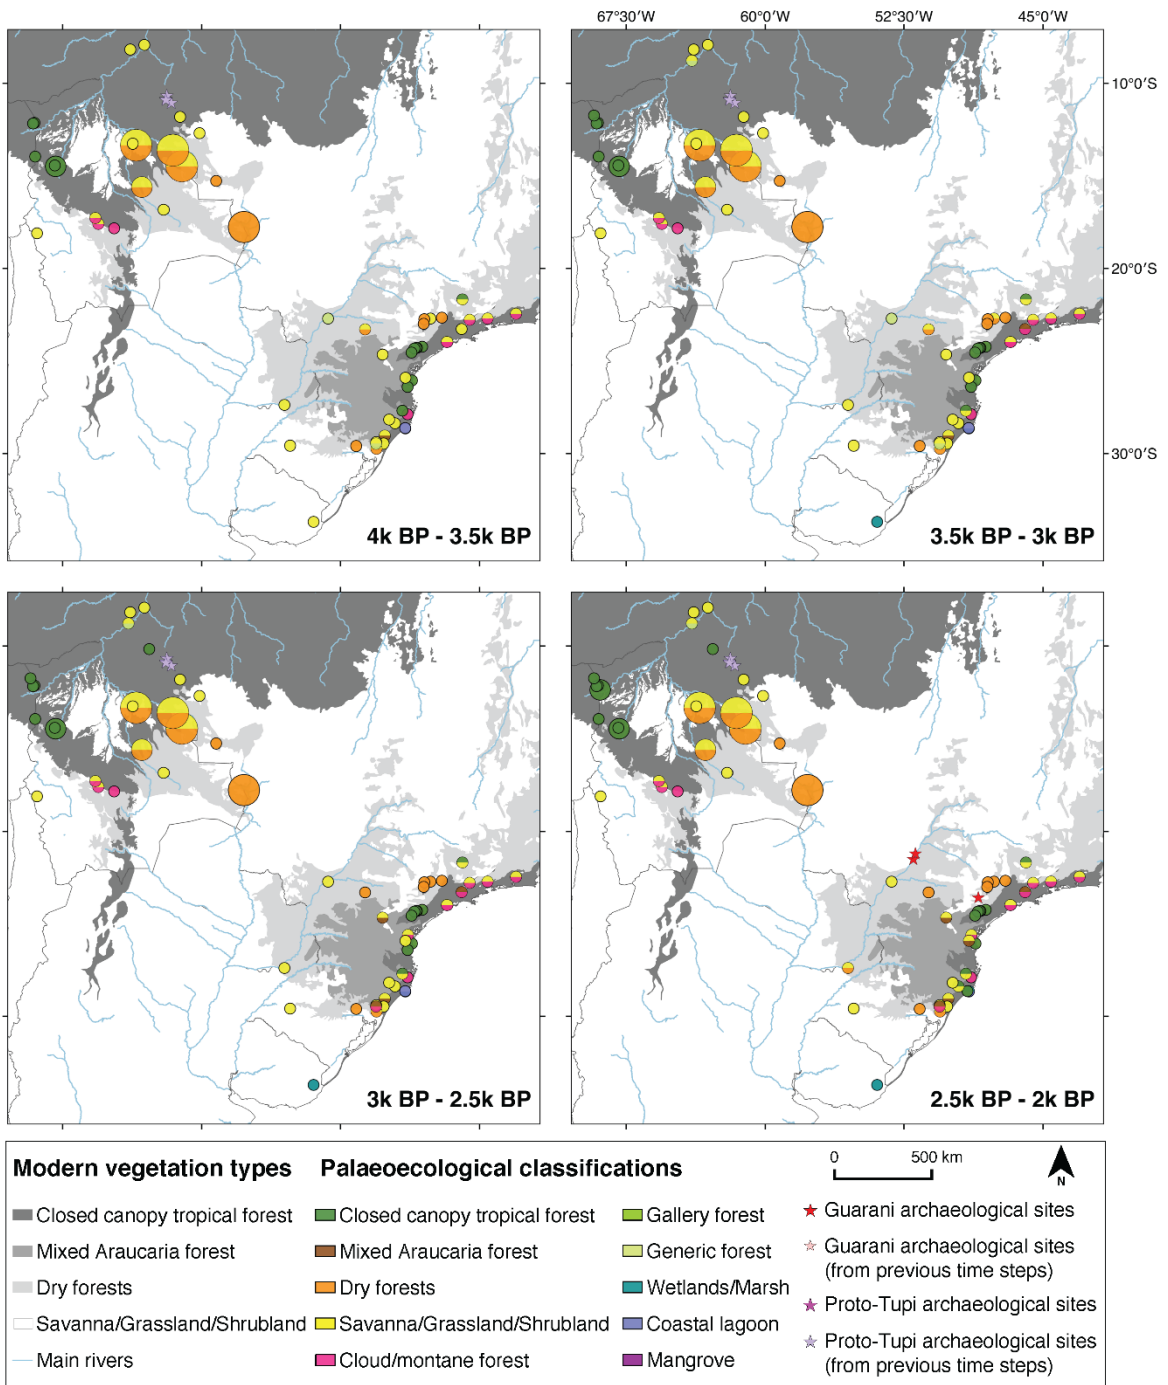 67°30'W 60°0'W 52°30'W 45°0'W
10°0'S
20°0'S
30°0'S
4k BP - 3.5k BP
3.5k BP - 3k BP
3k BP - 2.5k BP
2.5k BP - 2k BP
Modern vegetation types
Closed canopy tropical forest
Mixed Araucaria forest
Dry forests
Savanna/Grassland/Shrubland
Main rivers
Palaeoecological classifications
Closed canopy tropical forest
Mixed Araucaria forest
Dry forests
Savanna/Grassland/Shrubland
Cloud/montane forest
Gallery forest
Generic forest
Wetlands/Marsh
Coastal lagoon
Mangrove
0 500 km
N
Guarani archaeological sites
Guarani archaeological sites
(from previous time steps)
Proto-Tupi archaeological sites
Proto-Tupi archaeological sites
(from previous time steps)